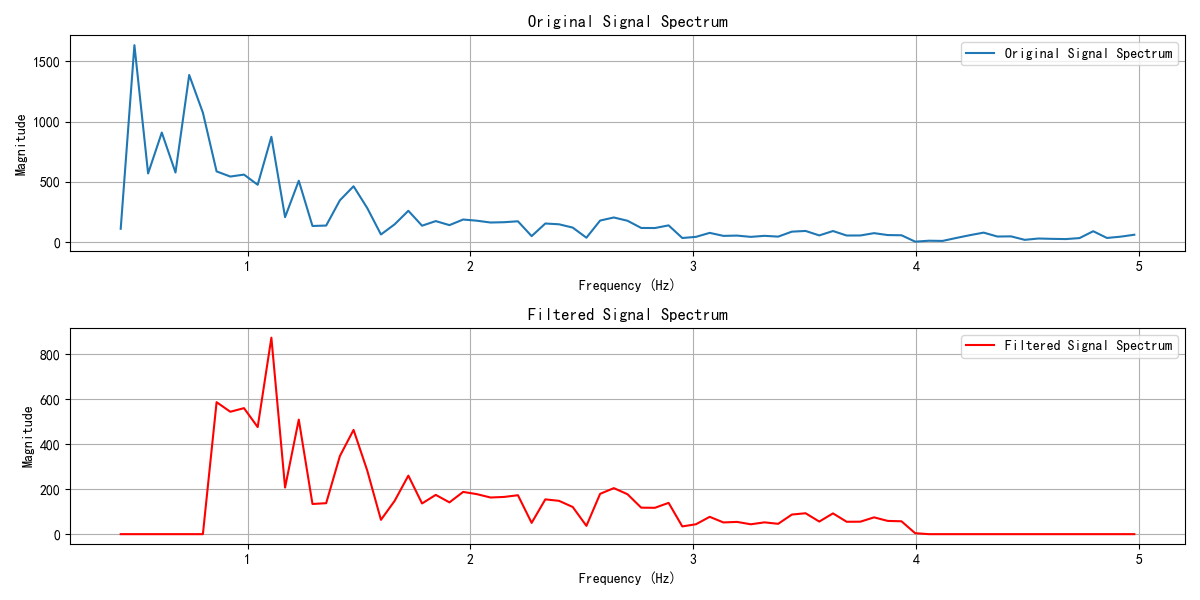 Original Signal Spectrum
Original Signal Spectrum
Magnitude
1500
1000
500
0
1 2 3 4 5
Frequency (Hz)
Filtered Signal Spectrum
Filtered Signal Spectrum
Magnitude
800
600
400
200
0
1 2 3 4 5
Frequency (Hz)